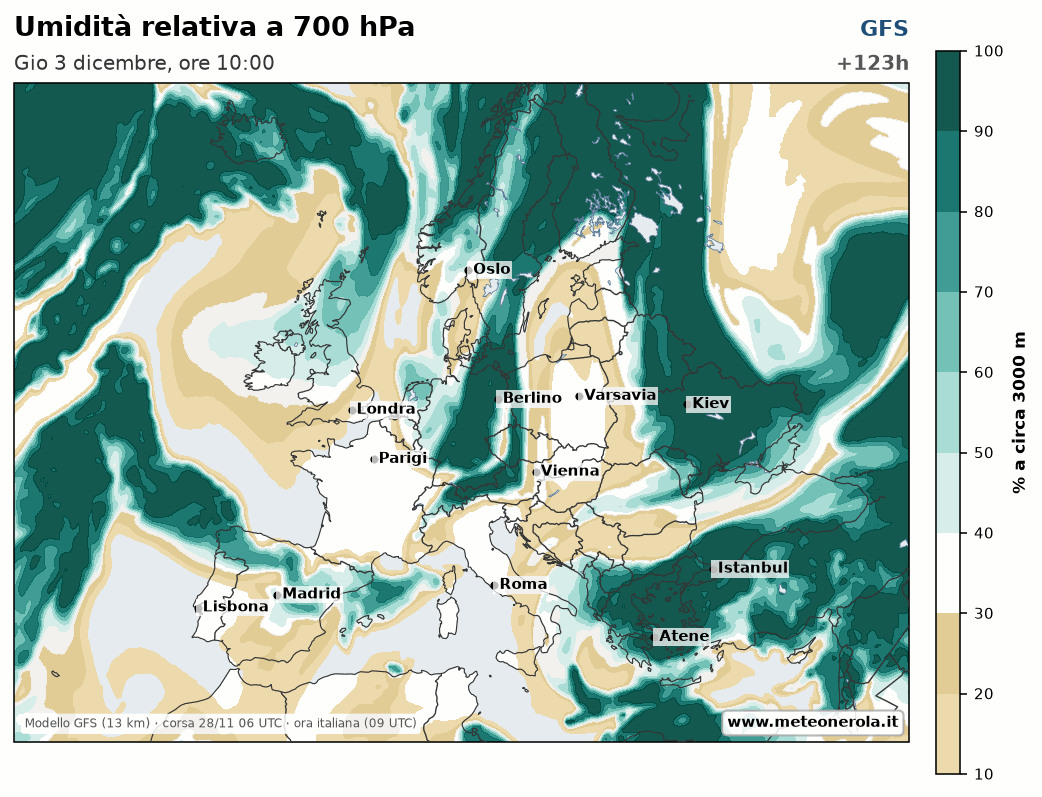 Umidità relativa a 700 hPa
GFS
Gio 3 dicembre, ore 10:00
+123h
100
90
80
70
60
50
40
30
20
10
% a circa 3000 m
Oslo
Londra
Berlino
Varsavia
Kiev
Parigi
Vienna
Istanbul
Roma
Madrid
Lisbona
Atene
Modello GFS (13 km) · corsa 28/11 06 UTC · ora italiana (09 UTC)
www.meteonerola.it